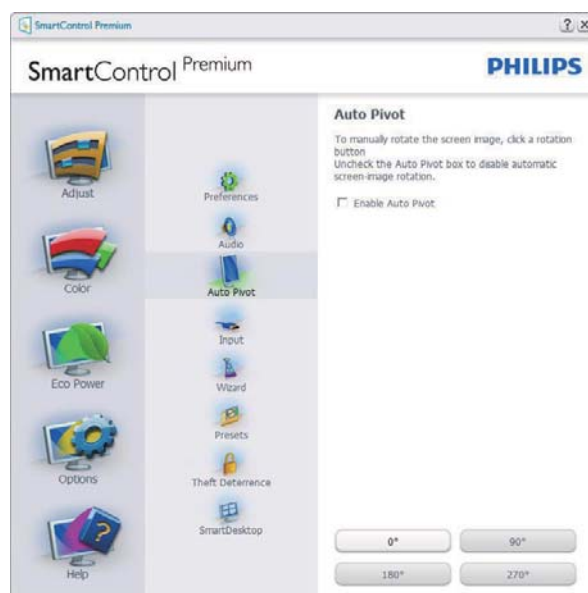 SmartControl Premium
? x
SmartControl Premium
PHILIPS
Adjust
Color
Eco Power
Options
Help
Preferences
Audio
Auto Pivot
Input
Wizard
Presets
Theft Deterrence
SmartDesktop
Auto Pivot
To manually rotate the screen image, click a rotation
button
Uncheck the Auto Pivot box to disable automatic
screen-image rotation.
Enable Auto Pivot
0°
90°
180°
270°